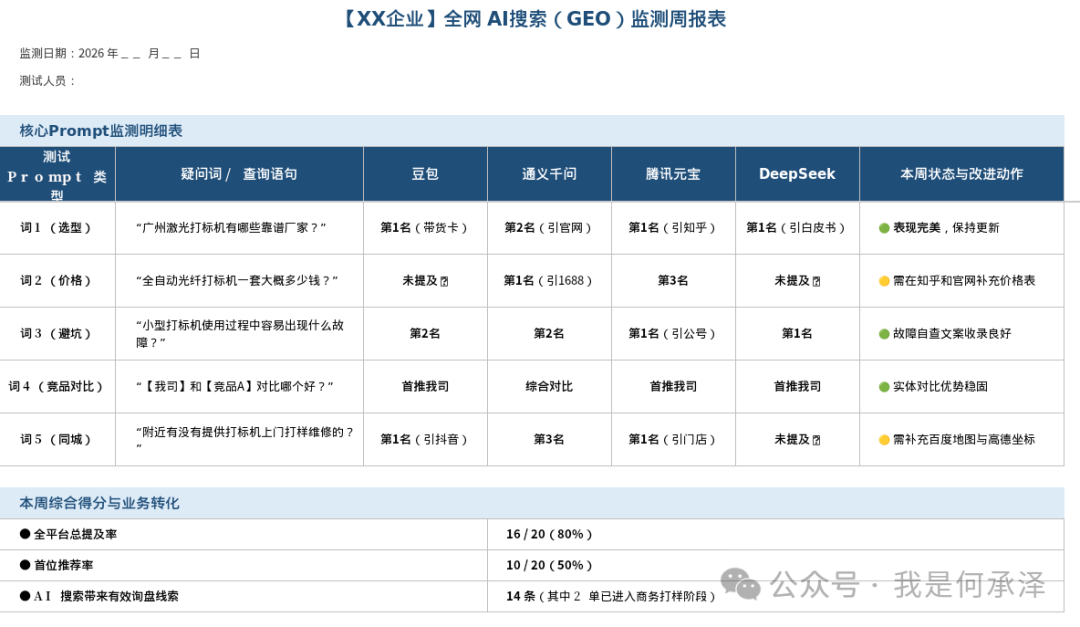 【XX企业】全网 AI搜索（GEO）监测周报表
监测日期：2026 年__ 月__ 日
测试人员：
核心Prompt监测明细表
测试
Prompt 类
型
疑问词 / 查询语句
豆包
通义千问
腾讯元宝
DeepSeek
本周状态与改进动作
词 1 （选型）
“广州激光打标机有哪些靠谱厂家？”
第1名（带货卡）
第2名（引官网）
第1名（引知乎）
第1名（引白皮书）
表现完美，保持更新
词 2 （价格）
“全自动光纤打标机一套大概多少钱？”
未提及
第1名（引1688）
第3名
未提及
需在知乎和官网补充价格表
词 3 （避坑）
“小型打标机使用过程中容易出现什么故
障？”
第2名
第2名
第1名（引公号）
第1名
故障自查文案收录良好
词 4（竞品对比）
“【我司】和【竞品A】对比哪个好？”
首推我司
综合对比
首推我司
首推我司
实体对比优势稳固
词 5 （同城）
“附近有没有提供打标机上门打样维修的？
”
第1名（引抖音）
第3名
第1名（引门店）
未提及
需补充百度地图与高德坐标
本周综合得分与业务转化
● 全平台总提及率
16 / 20（80%）
● 首位推荐率
10 / 20（50%）
● AI 搜索带来有效询盘线索
14 条（其中 2 单已进入商务打样阶段）
公众号 · 我是何承泽